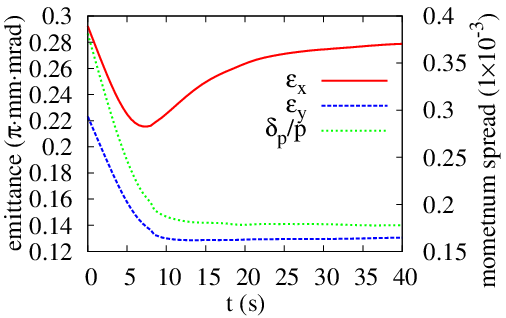 0.3
0.28
0.26
0.24
0.22
0.2
0.18
0.16
0.14
0.12
emittance (π·mm·mrad)
0.4
0.35
0.3
0.25
0.2
0.15
mometnum spread (1×10⁻³)
εₓ
ε_y
δ_p/p
0 5 10 15 20 25 30 35 40
t (s)